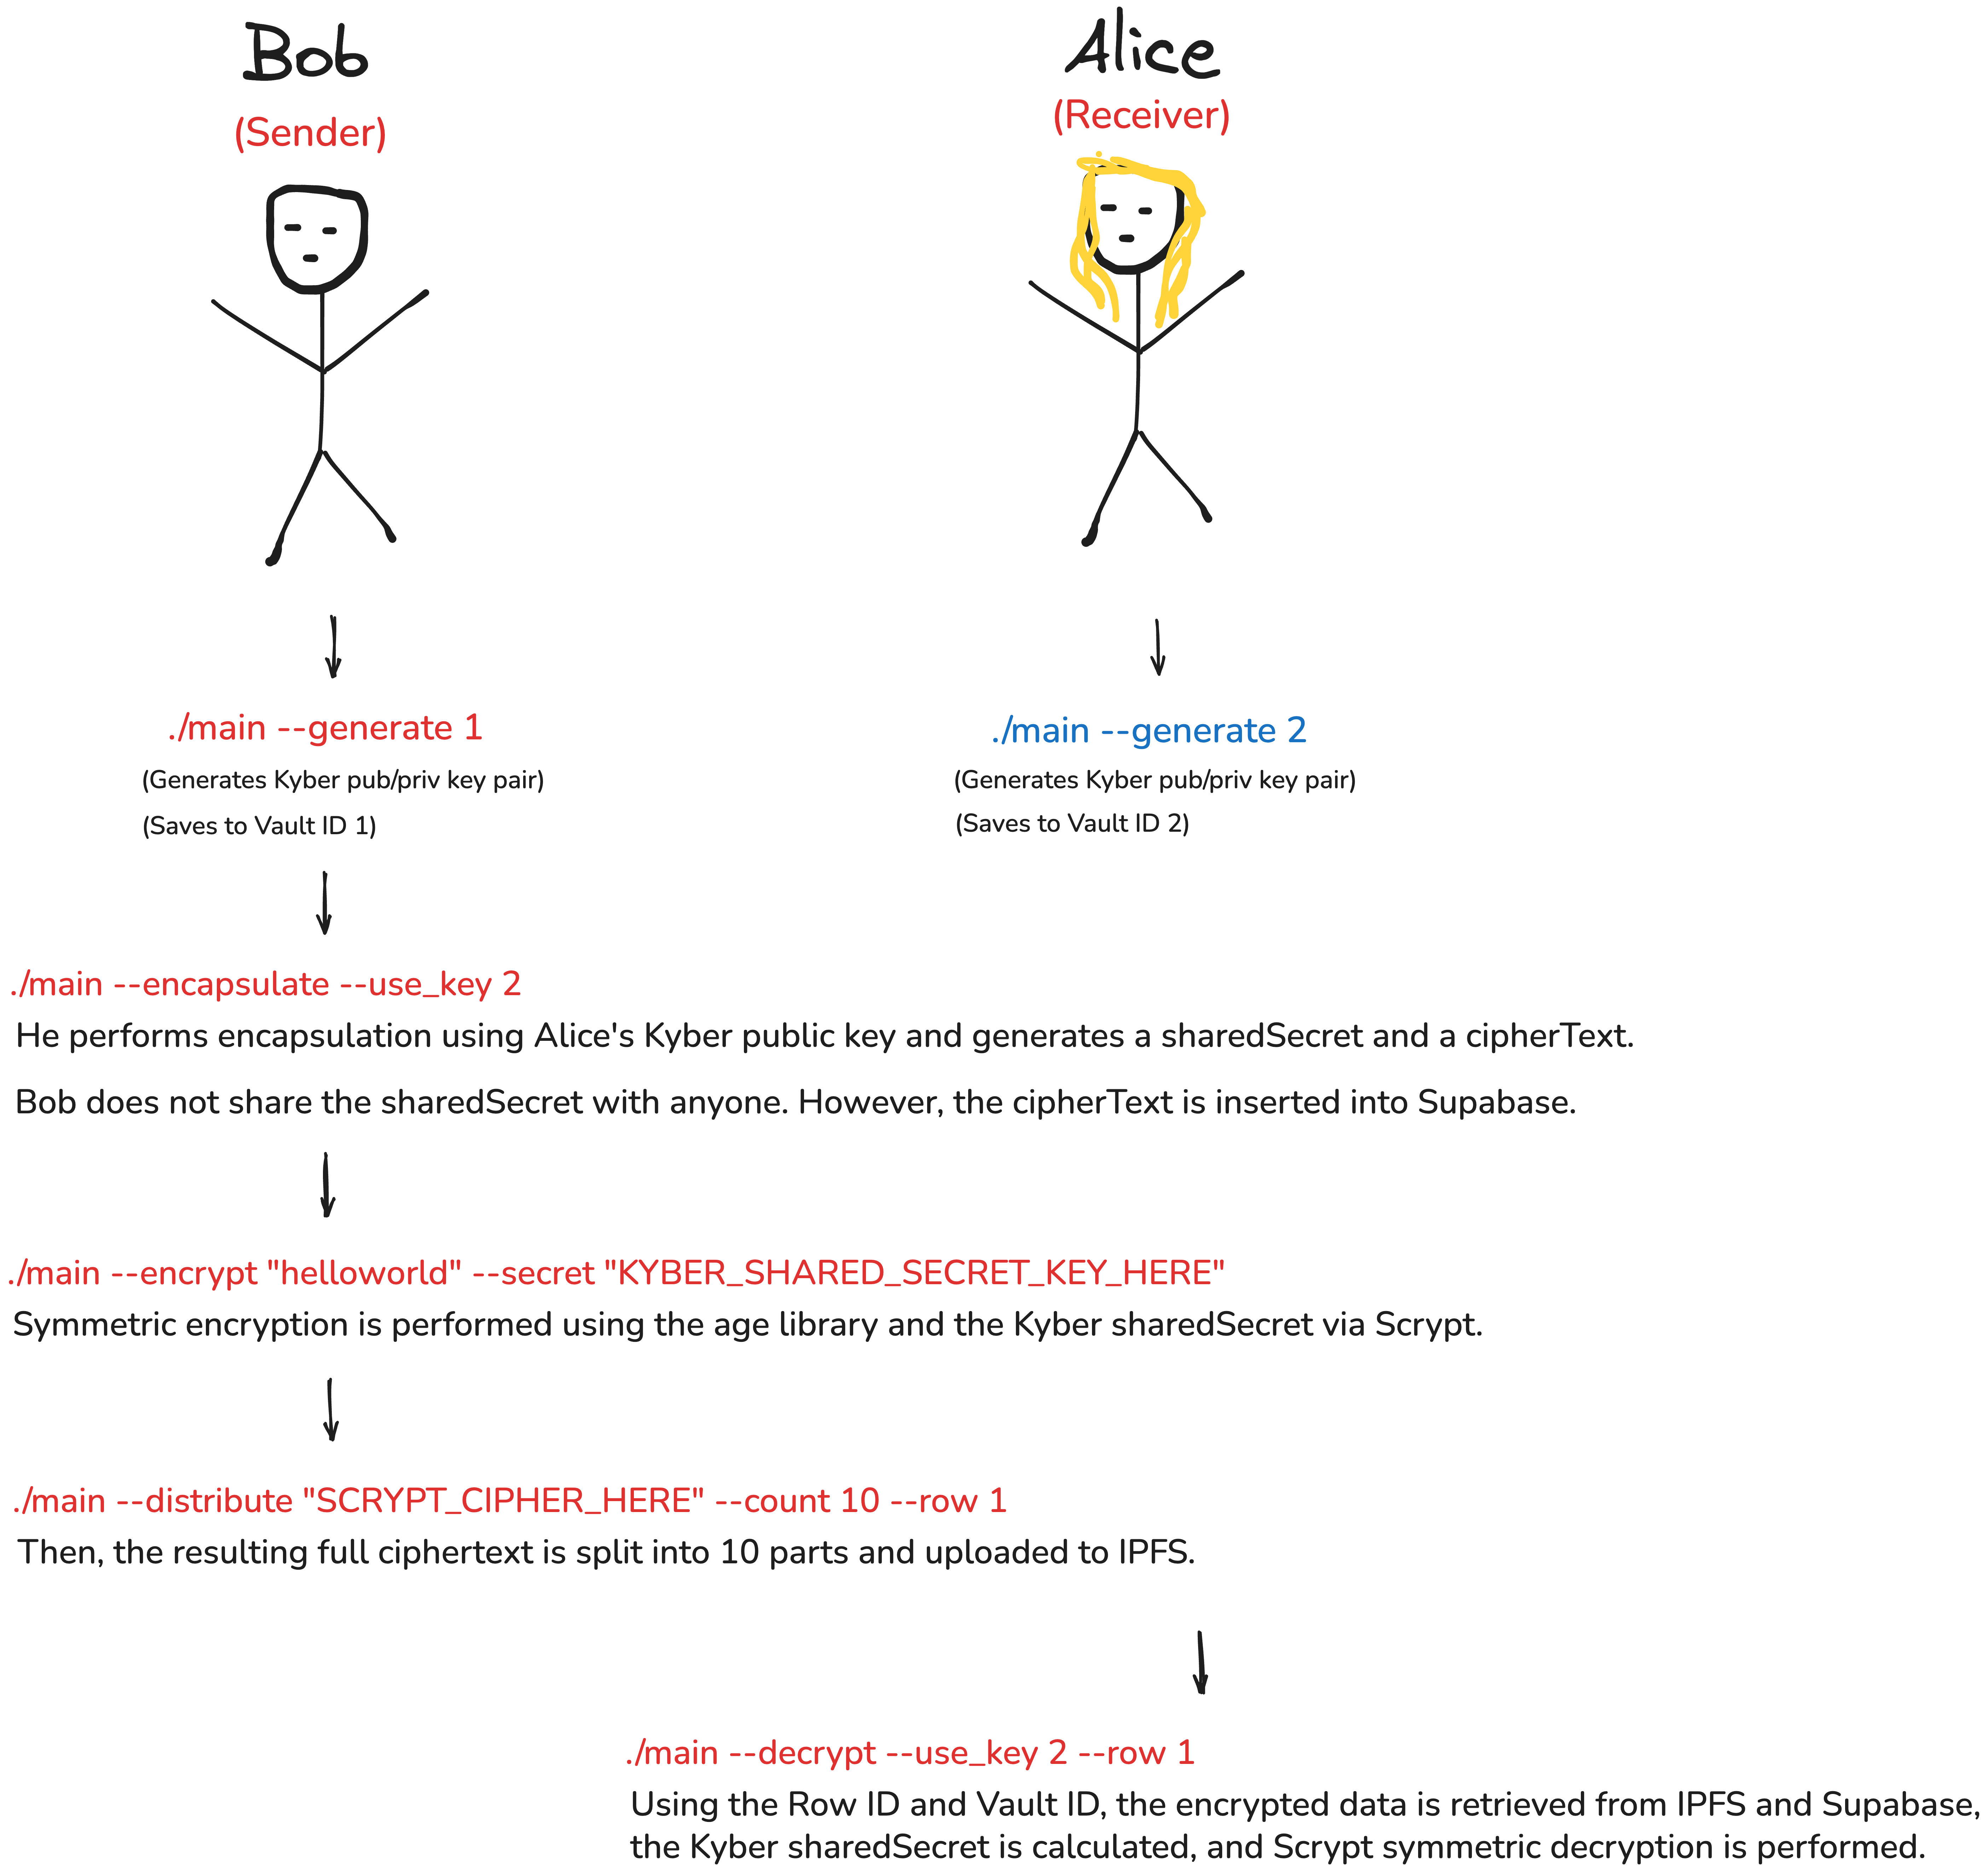 Bob
(Sender)
Alice
(Receiver)
./main --generate 1
(Generates Kyber pub/priv key pair)
(Saves to Vault ID 1)
./main --generate 2
(Generates Kyber pub/priv key pair)
(Saves to Vault ID 2)
./main --encapsulate --use_key 2
He performs encapsulation using Alice's Kyber public key and generates a sharedSecret and a cipherText.
Bob does not share the sharedSecret with anyone. However, the cipherText is inserted into Supabase.
./main --encrypt "helloworld" --secret "KYBER_SHARED_SECRET_KEY_HERE"
Symmetric encryption is performed using the age library and the Kyber sharedSecret via Scrypt.
./main --distribute "SCRYPT_CIPHER_HERE" --count 10 --row 1
Then, the resulting full ciphertext is split into 10 parts and uploaded to IPFS.
./main --decrypt --use_key 2 --row 1
Using the Row ID and Vault ID, the encrypted data is retrieved from IPFS and Supabase,
the Kyber sharedSecret is calculated, and Scrypt symmetric decryption is performed.